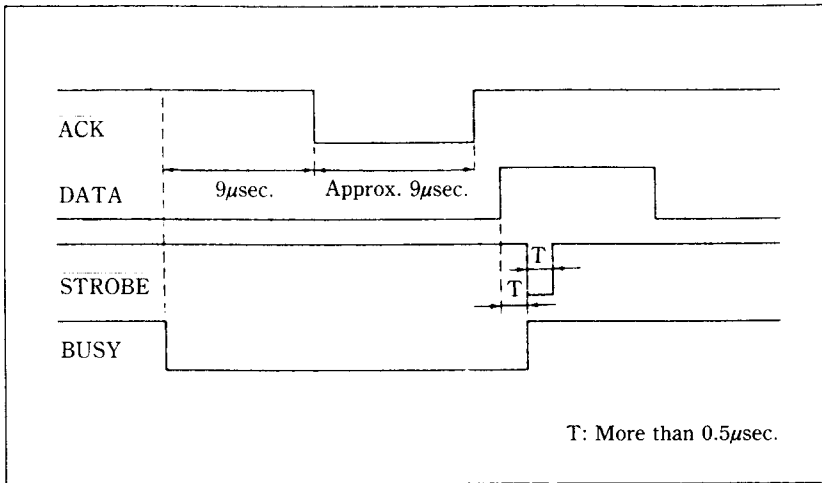 ACK
9μsec.
Approx. 9μsec.
DATA
T
STROBE
T
BUSY
T: More than 0.5μsec.